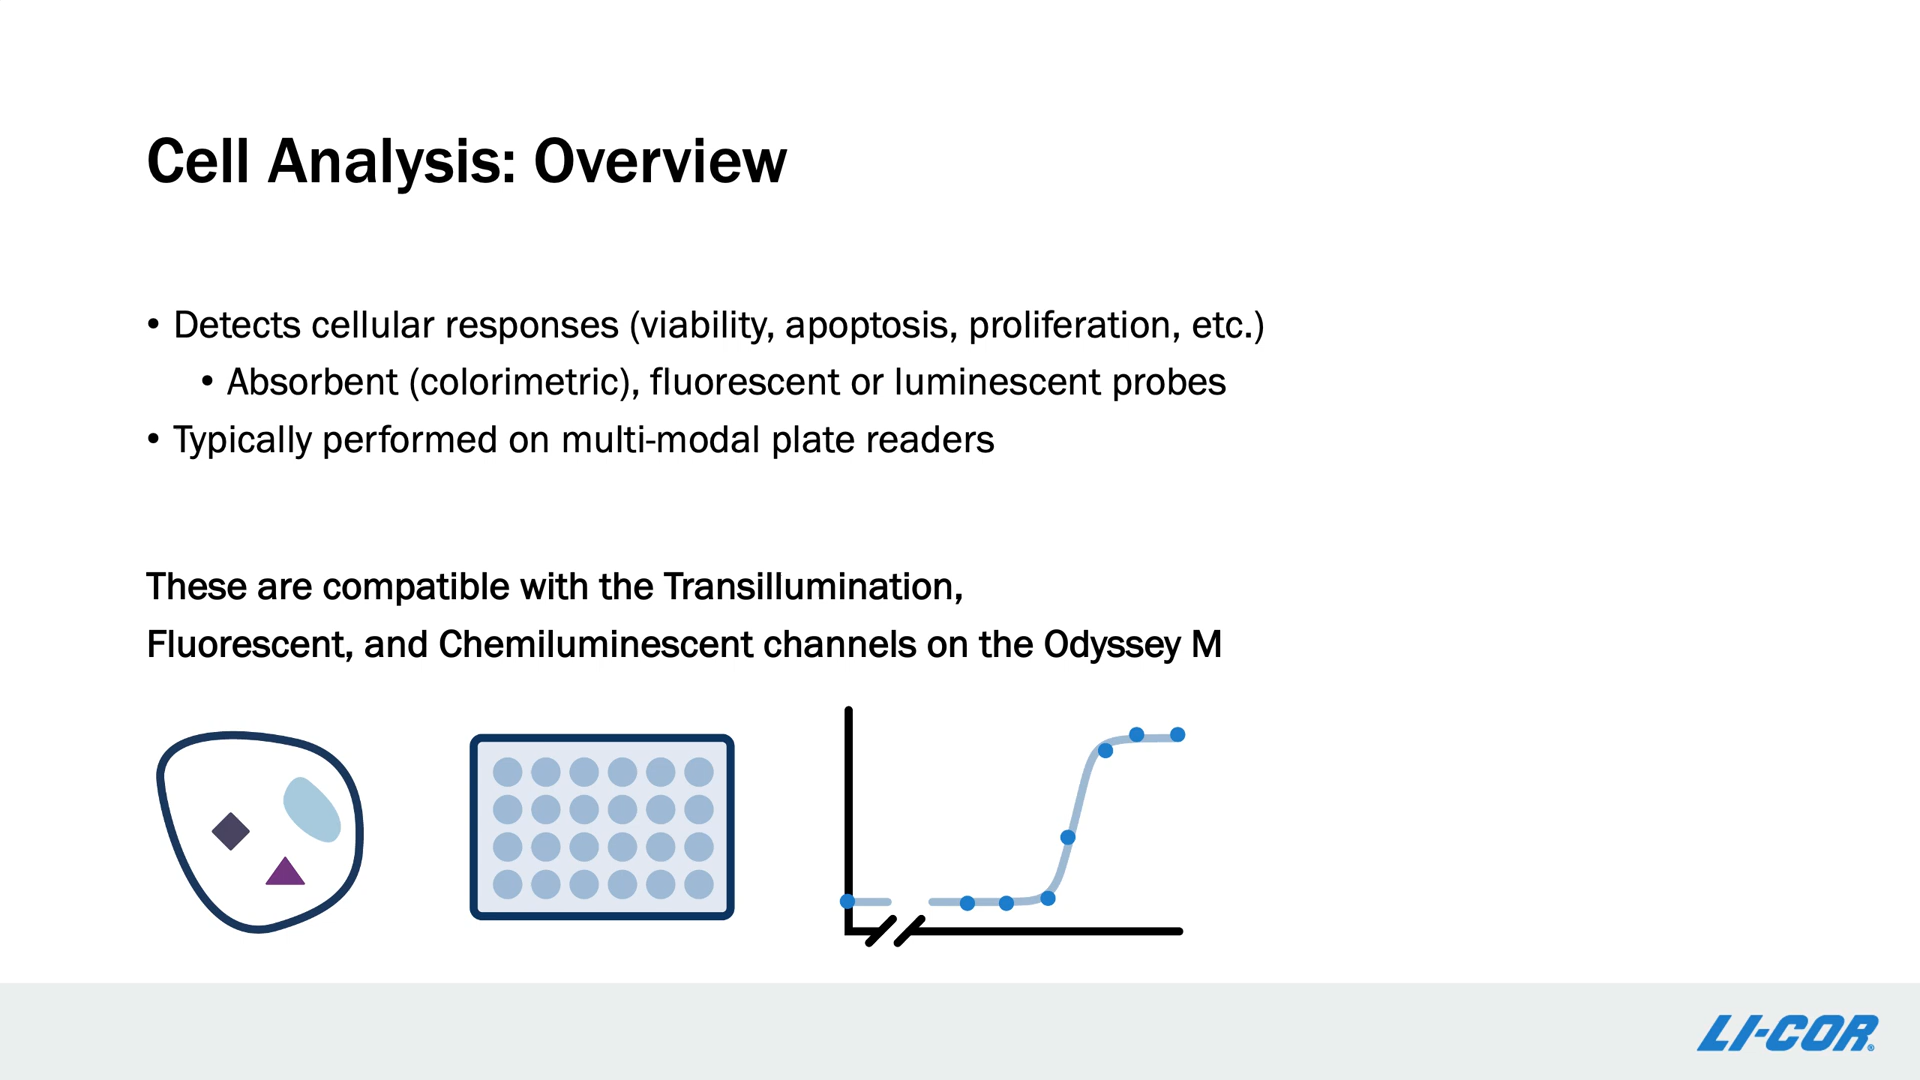 Cell Analysis: Overview
• Detects cellular responses (viability, apoptosis, proliferation, etc.)
• Absorbent (colorimetric), fluorescent or luminescent probes
• Typically performed on multi-modal plate readers
These are compatible with the Transillumination,
Fluorescent, and Chemiluminescent channels on the Odyssey M
LI-COR®